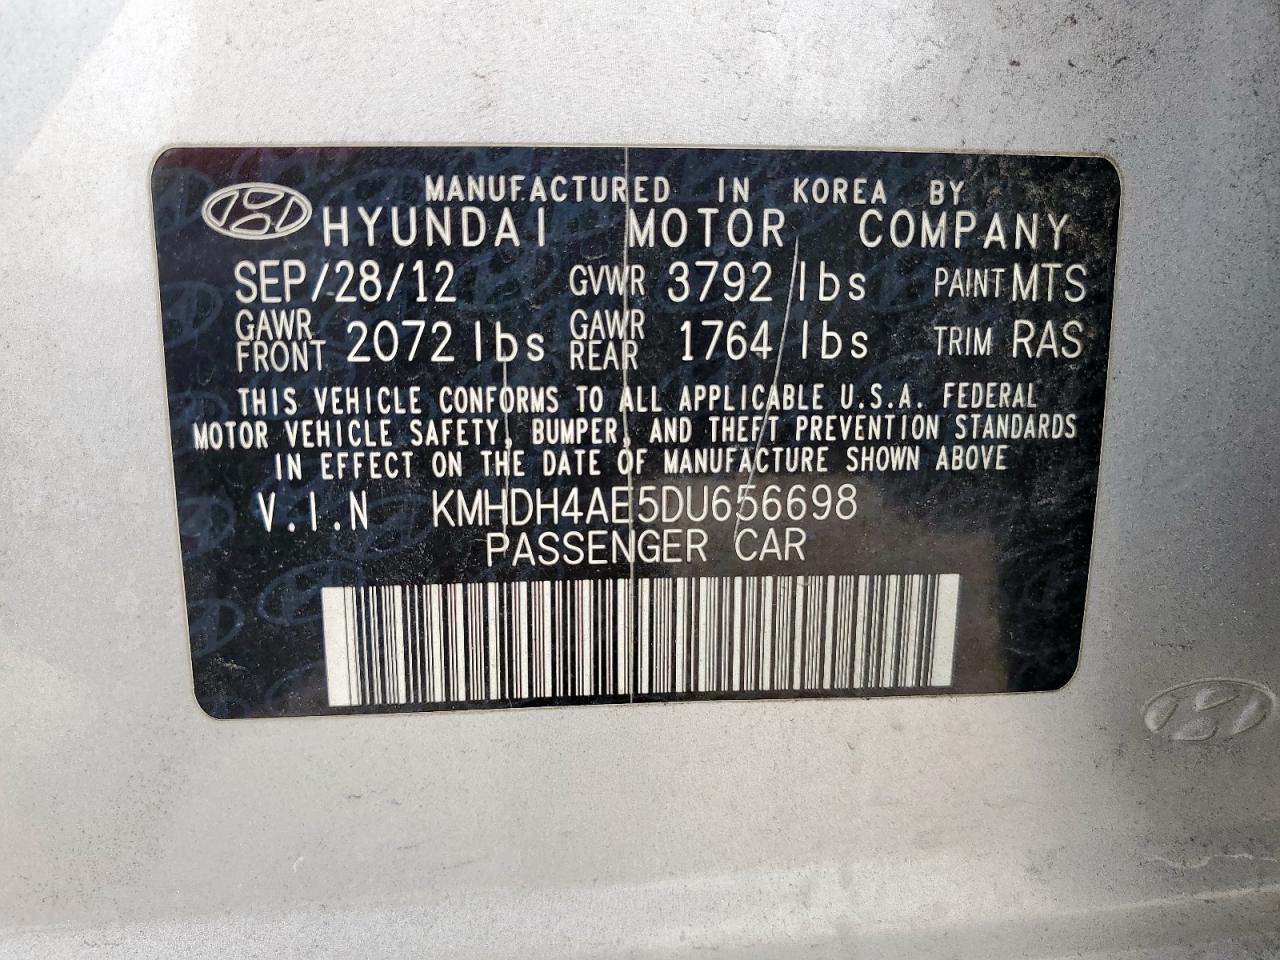 MANUFACTURED IN KOREA BY
HYUNDAI MOTOR COMPANY
SEP/28/12 GVWR 3792 lbs PAINT MTS
GAWR FRONT 2072 lbs GAWR REAR 1764 lbs TRIM RAS
THIS VEHICLE CONFORMS TO ALL APPLICABLE U.S.A. FEDERAL
MOTOR VEHICLE SAFETY, BUMPER, AND THEFT PREVENTION STANDARDS
IN EFFECT ON THE DATE OF MANUFACTURE SHOWN ABOVE
V.I.N KMHDH4AE5DU656698
PASSENGER CAR